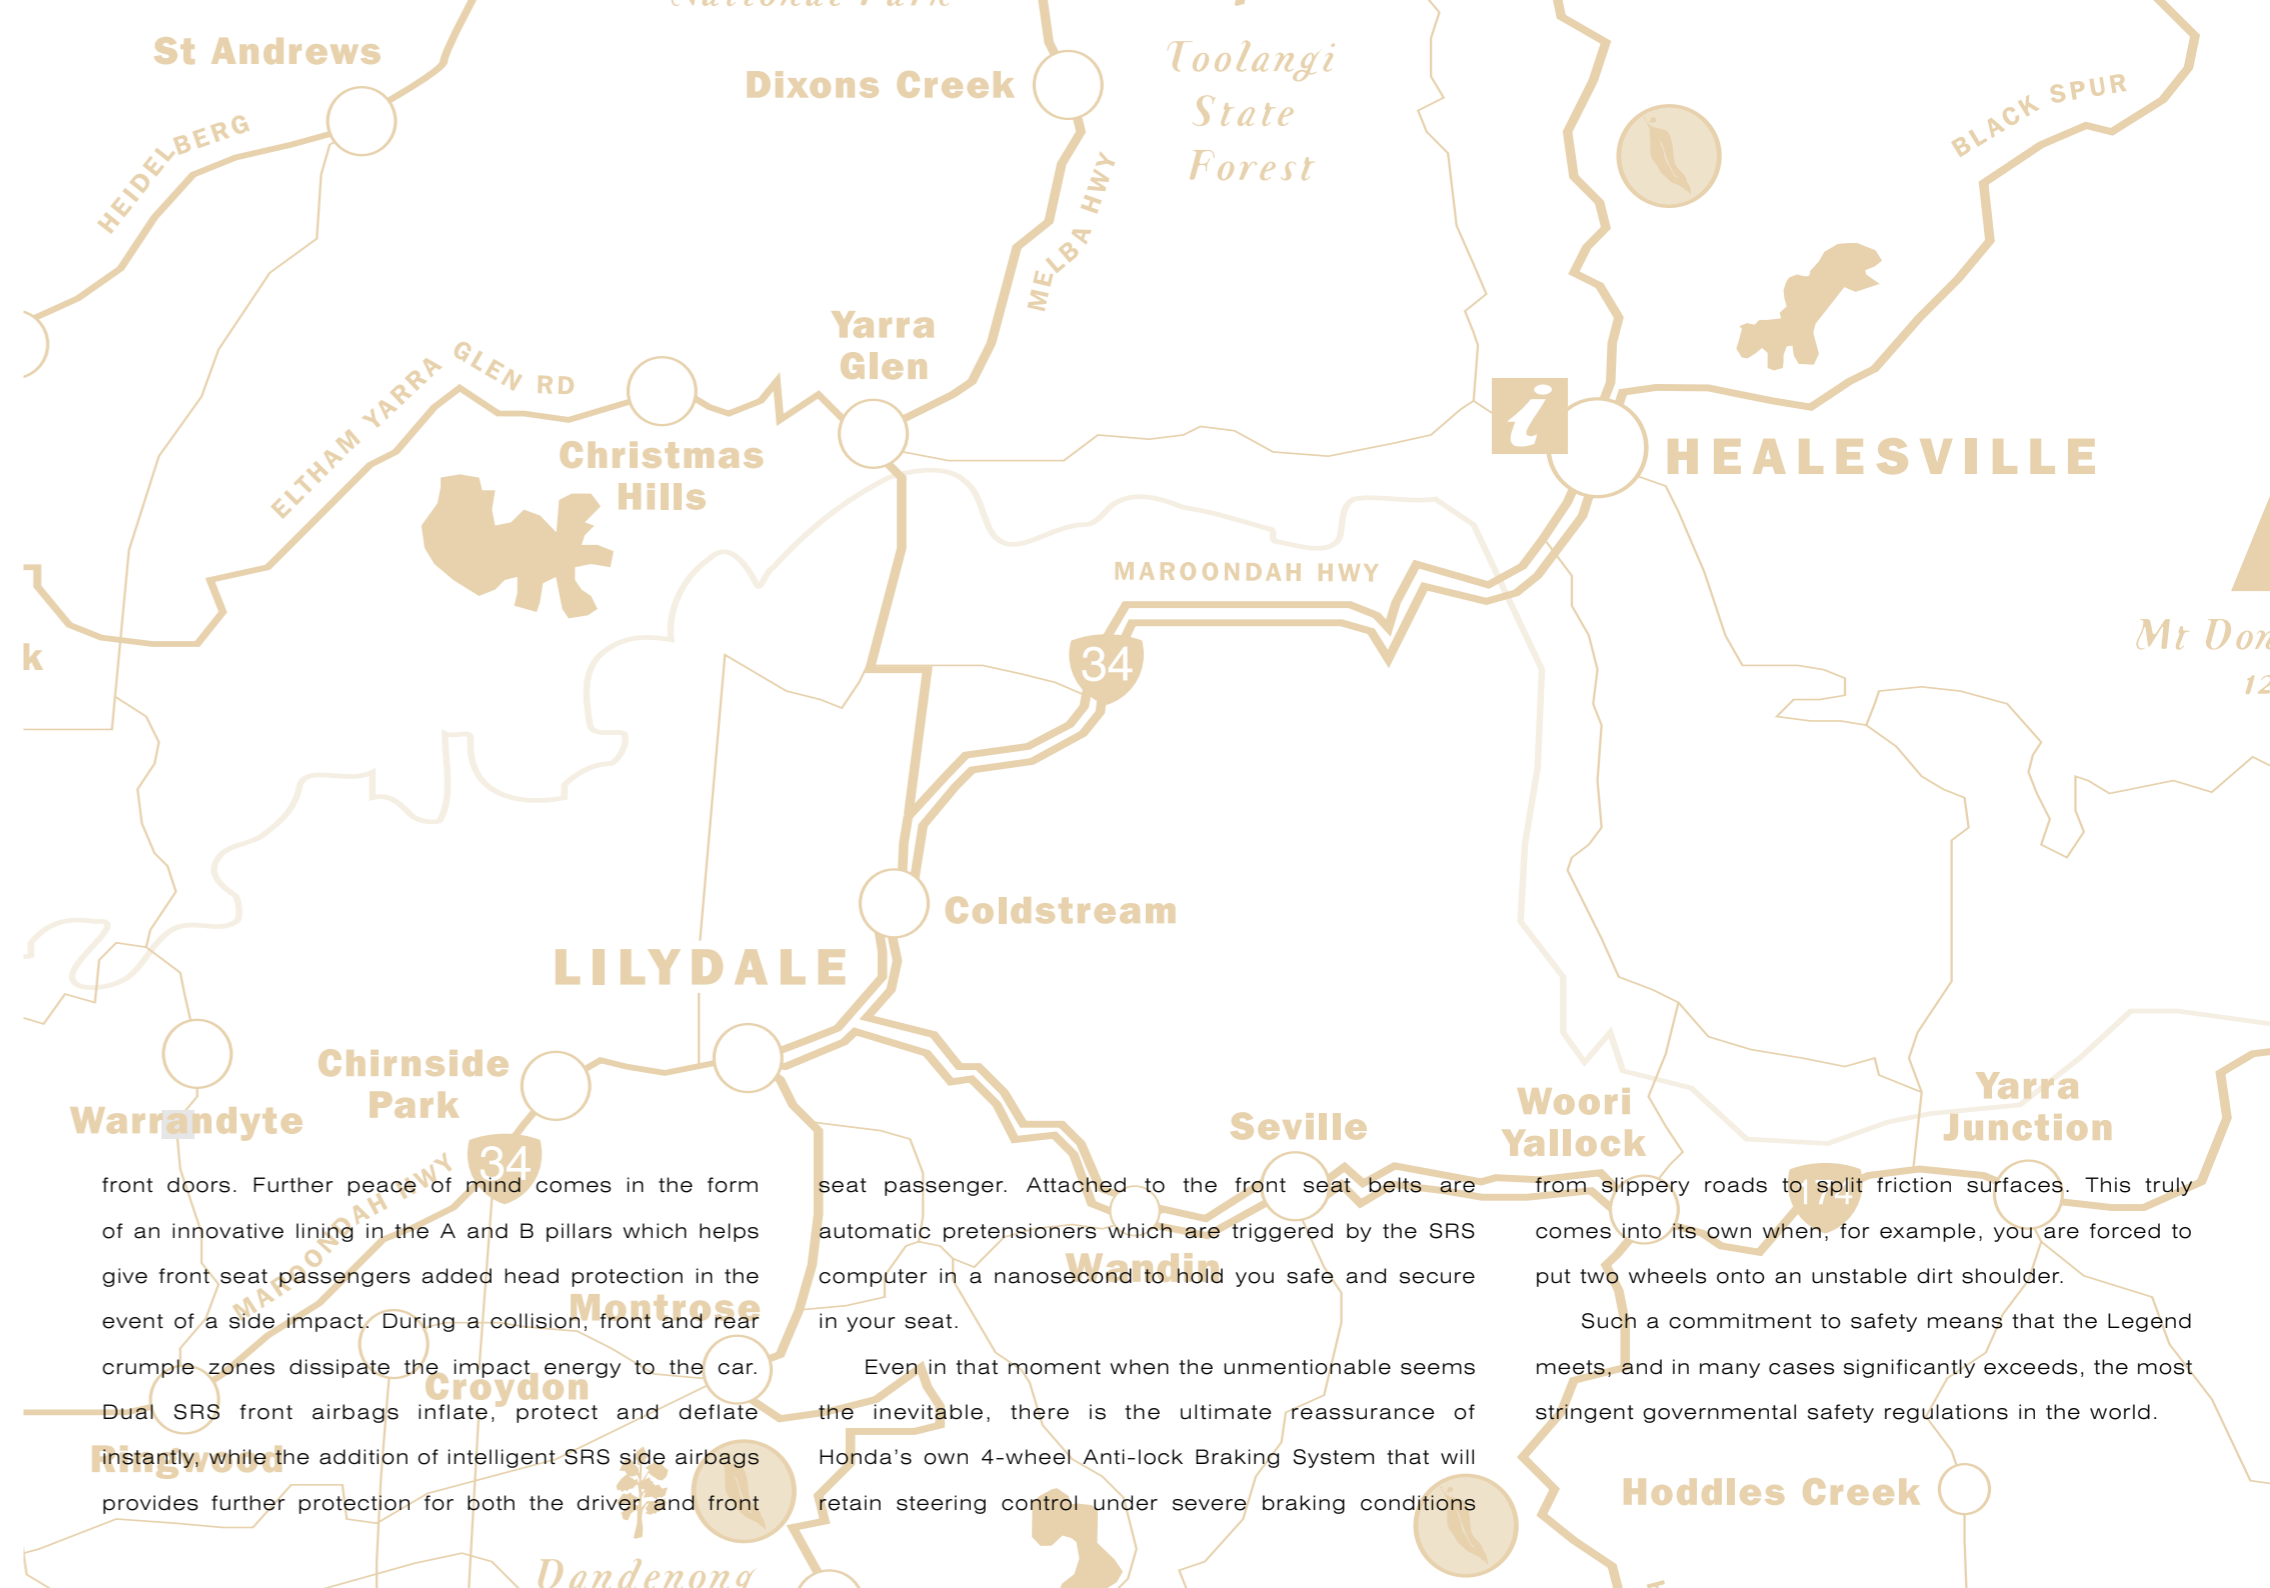 National Park
St Andrews
Dixons Creek
Toolangi
State
Forest
BLACK SPUR
HEIDELBERG
MELBA HWY
Yarra
Glen
ELTHAM YARRA GLEN RD
Christmas
Hills
i
HEALESVILLE
MAROONDAH HWY
k
34
Mt Don
12
Coldstream
LILYDALE
Chirnside
Park
Warrandyte
34
MAROONDAH HWY
Seville
Woori
Yallock
Yarra
Junction
174
Wandin
Montrose
Croydon
Ringwood
Hoddles Creek
Dandenong
front doors. Further peace of mind comes in the form
of an innovative lining in the A and B pillars which helps
give front seat passengers added head protection in the
event of a side impact. During a collision, front and rear
crumple zones dissipate the impact energy to the car.
Dual SRS front airbags inflate, protect and deflate
instantly, while the addition of intelligent SRS side airbags
provides further protection for both the driver and front
seat passenger. Attached to the front seat belts are
automatic pretensioners which are triggered by the SRS
computer in a nanosecond to hold you safe and secure
in your seat.
Even in that moment when the unmentionable seems
the inevitable, there is the ultimate reassurance of
Honda's own 4-wheel Anti-lock Braking System that will
retain steering control under severe braking conditions
from slippery roads to split friction surfaces. This truly
comes into its own when, for example, you are forced to
put two wheels onto an unstable dirt shoulder.
Such a commitment to safety means that the Legend
meets, and in many cases significantly exceeds, the most
stringent governmental safety regulations in the world.